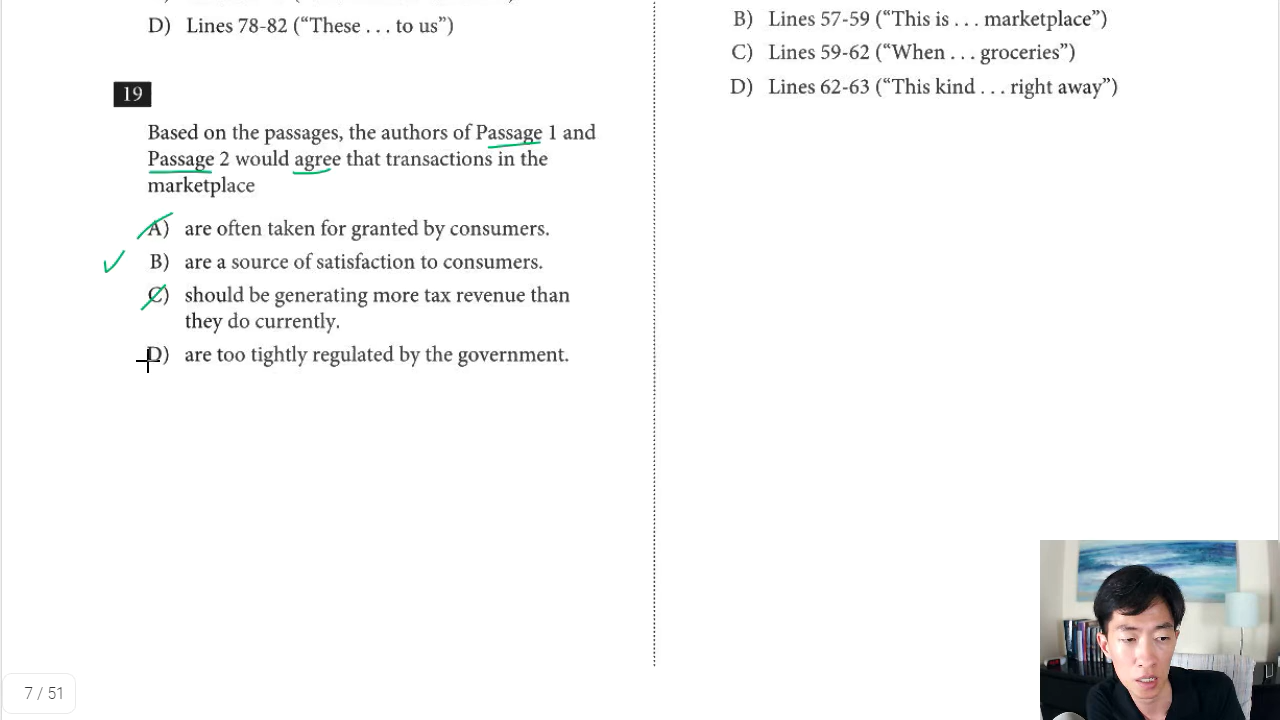 D) Lines 78-82 (“These . . . to us”)
19
Based on the passages, the authors of Passage 1 and
Passage 2 would agree that transactions in the
marketplace
A) are often taken for granted by consumers.
B) are a source of satisfaction to consumers.
C) should be generating more tax revenue than
they do currently.
D) are too tightly regulated by the government.
B) Lines 57-59 (“This is . . . marketplace”)
C) Lines 59-62 (“When . . . groceries”)
D) Lines 62-63 (“This kind . . . right away”)
7 / 51